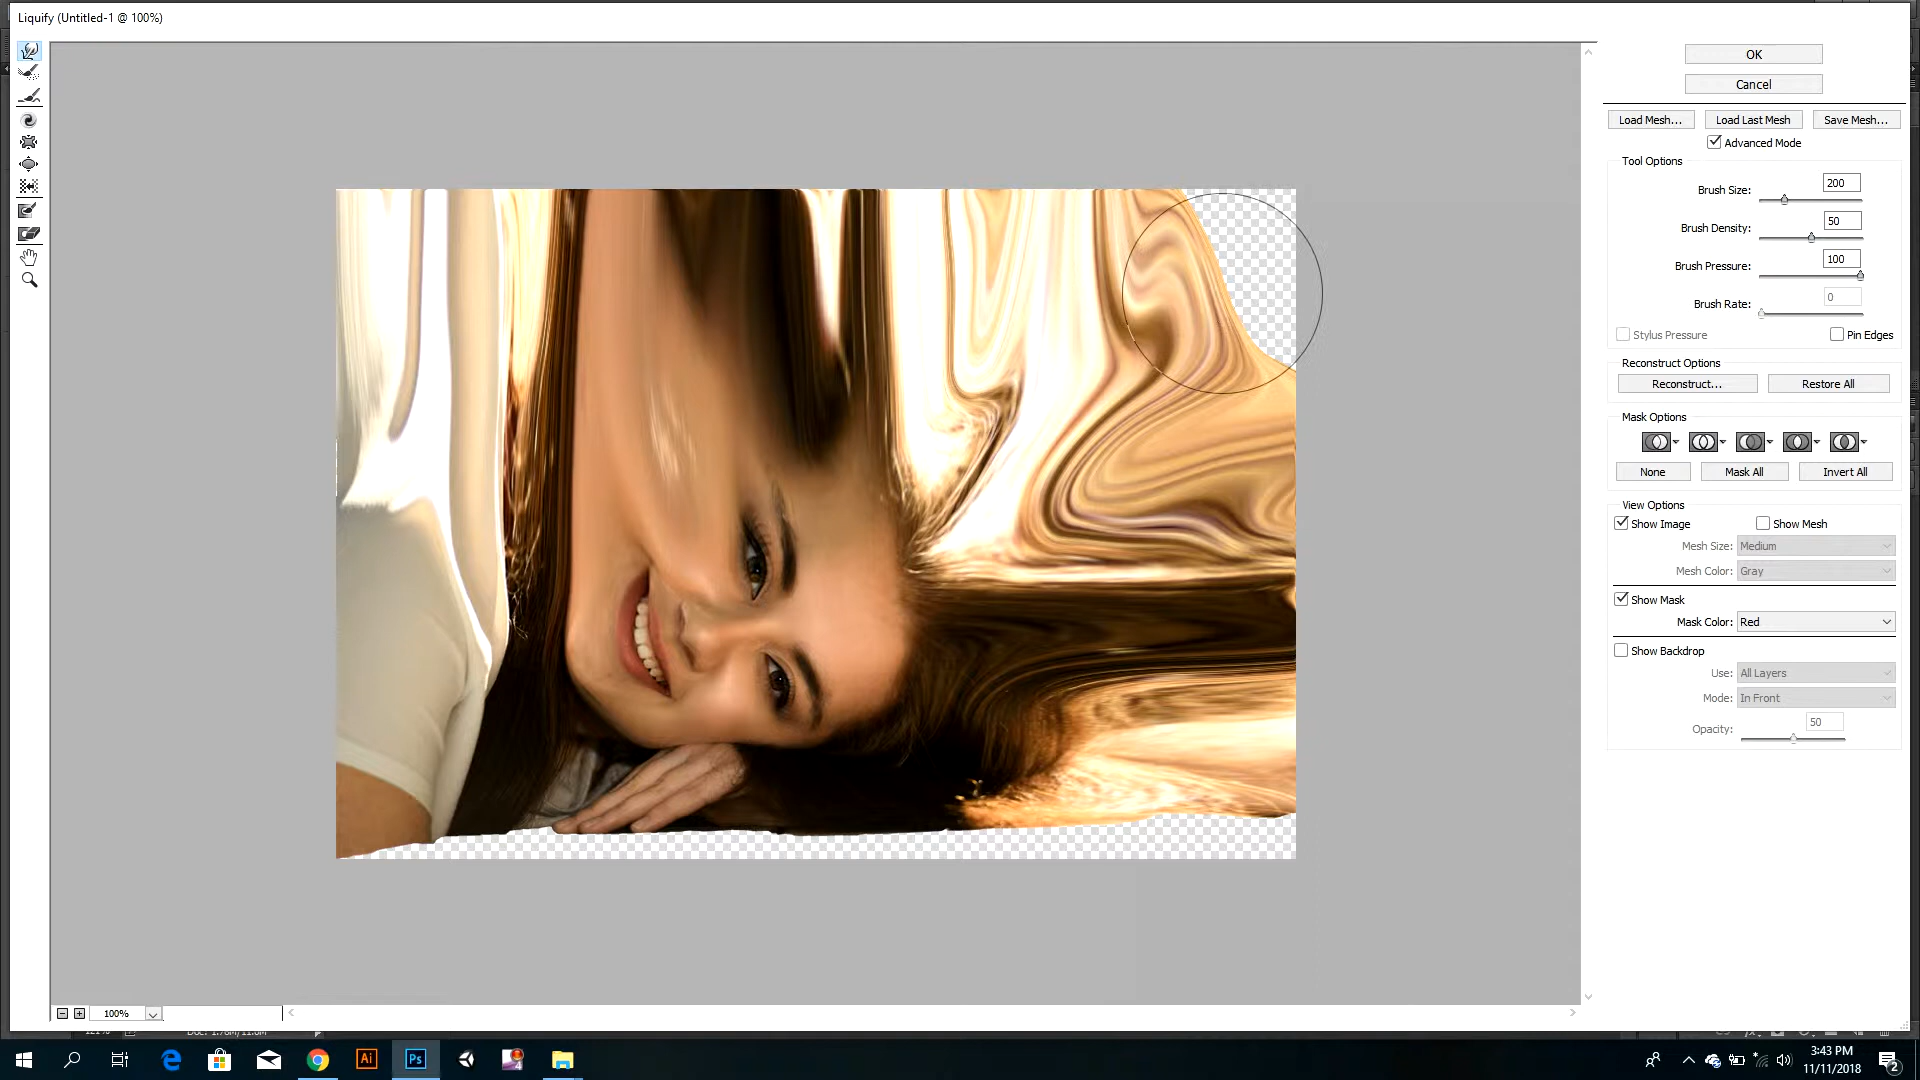 Liquify (Untitled-1 @ 100%)
OK
Cancel
Load Mesh...
Load Last Mesh
Save Mesh...
Advanced Mode
Tool Options
Brush Size: 200
Brush Density: 50
Brush Pressure: 100
Brush Rate: 0
Stylus Pressure
Pin Edges
Reconstruct Options
Reconstruct...
Restore All
Mask Options
None
Mask All
Invert All
View Options
Show Image
Show Mesh
Mesh Size: Medium
Mesh Color: Gray
Show Mask
Mask Color: Red
Show Backdrop
Use: All Layers
Mode: In Front
Opacity: 50
100%
Ai
Ps
4
3:43 PM
11/11/2018
2